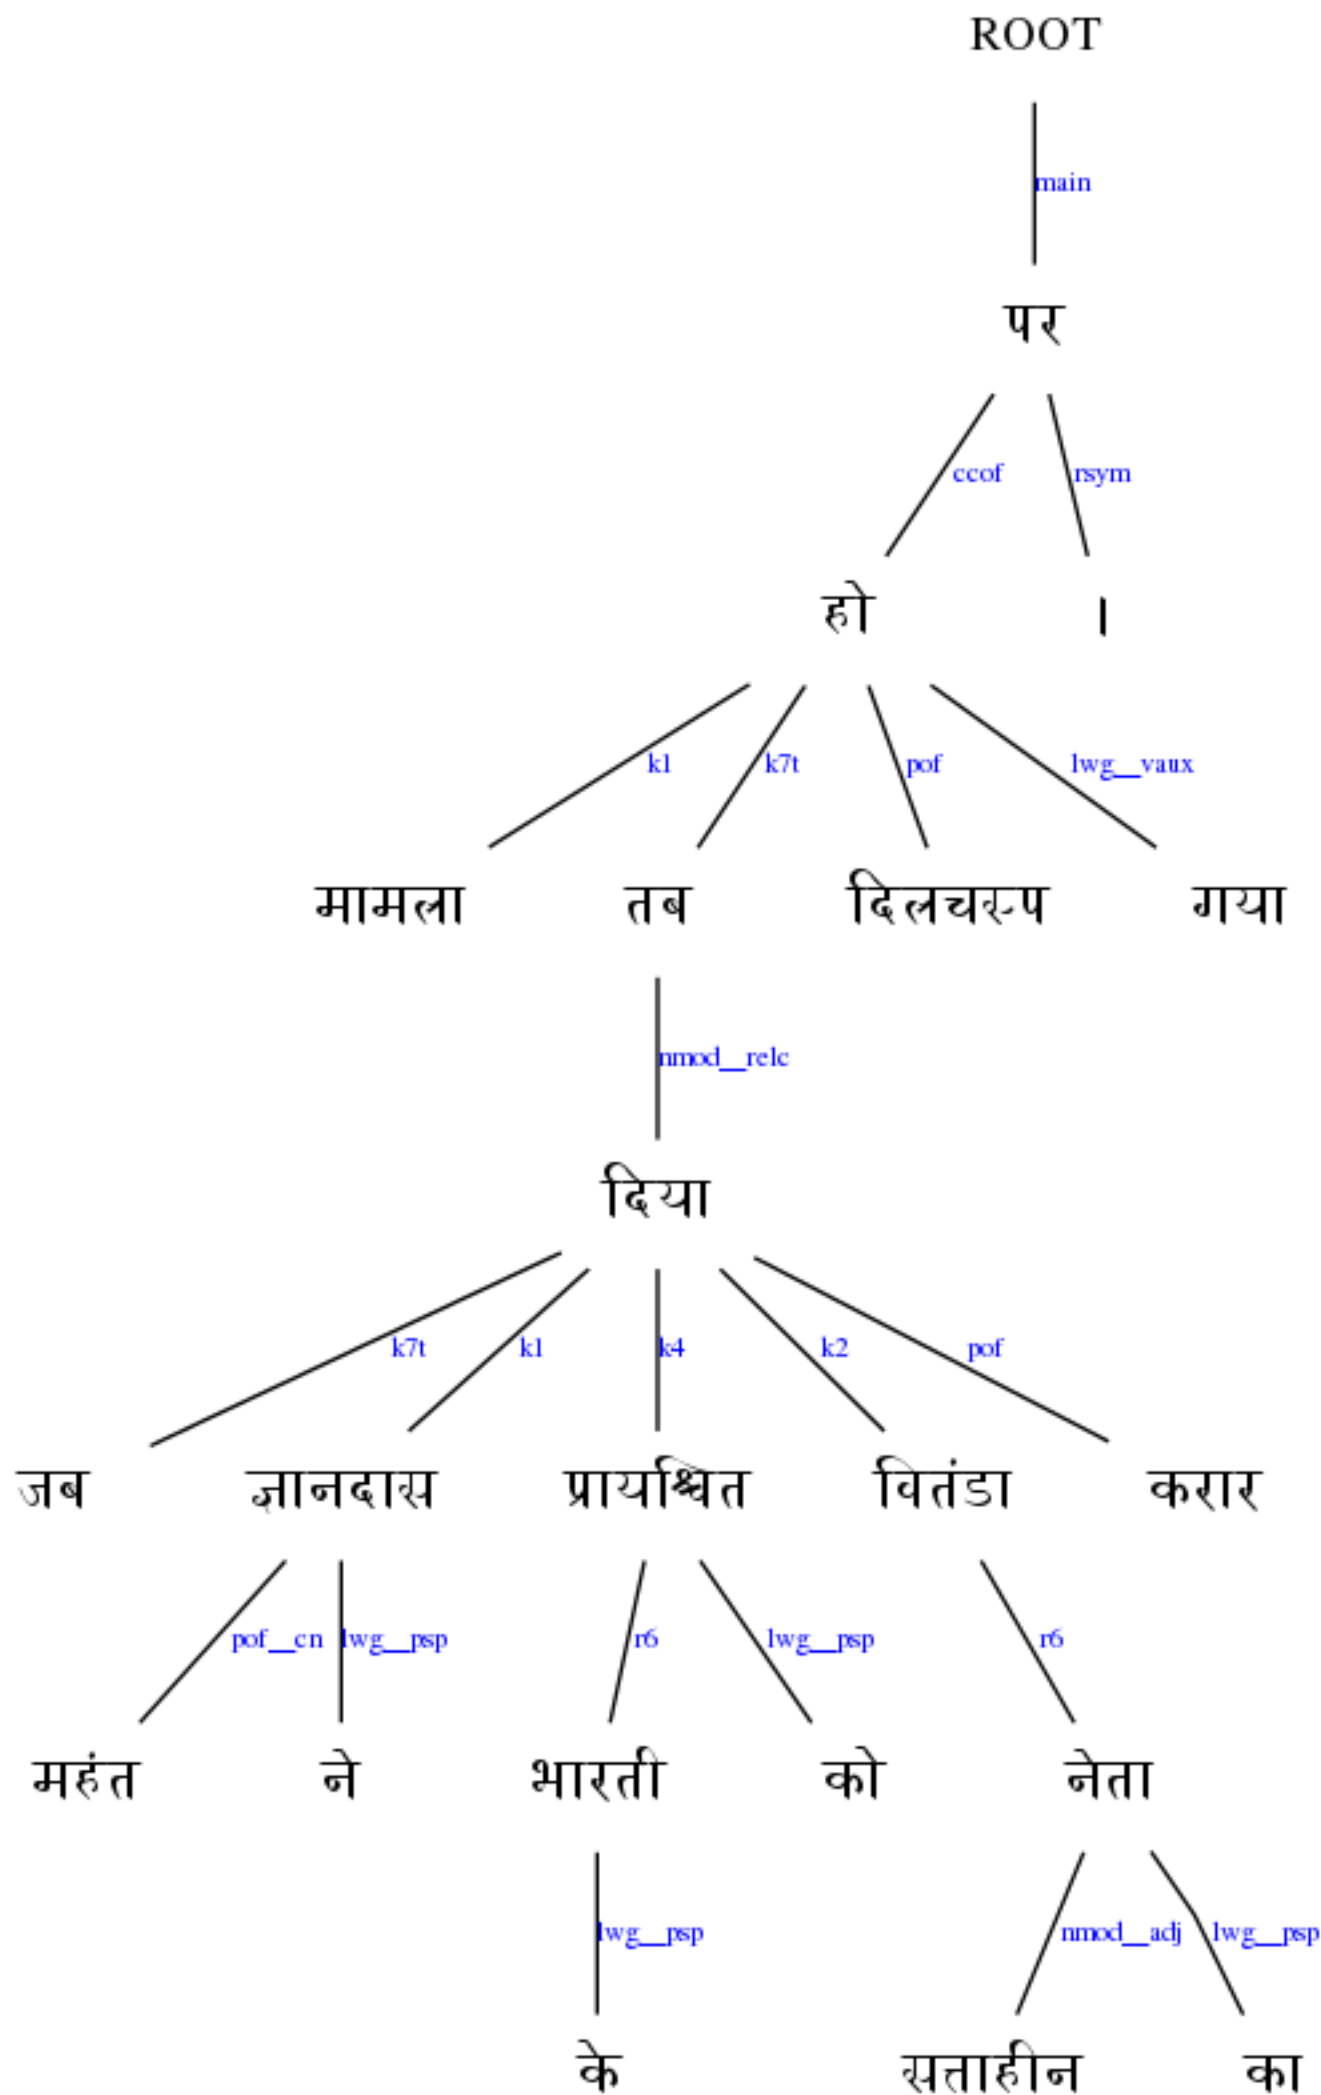 ROOT
main
पर
ccof rsym
हो ।
k1 k7t pof lwg__vaux
मामला तब दिलचस्प गया
nmod__relc
दिया
k7t k1 k4 k2 pof
जब ज्ञानदास प्रायश्चित वितंडा करार
pof__cn lwg__psp r6 lwg__psp r6
महंत ने भारती को नेता
lwg__psp nmod__adj lwg__psp
के सत्ताहीन का